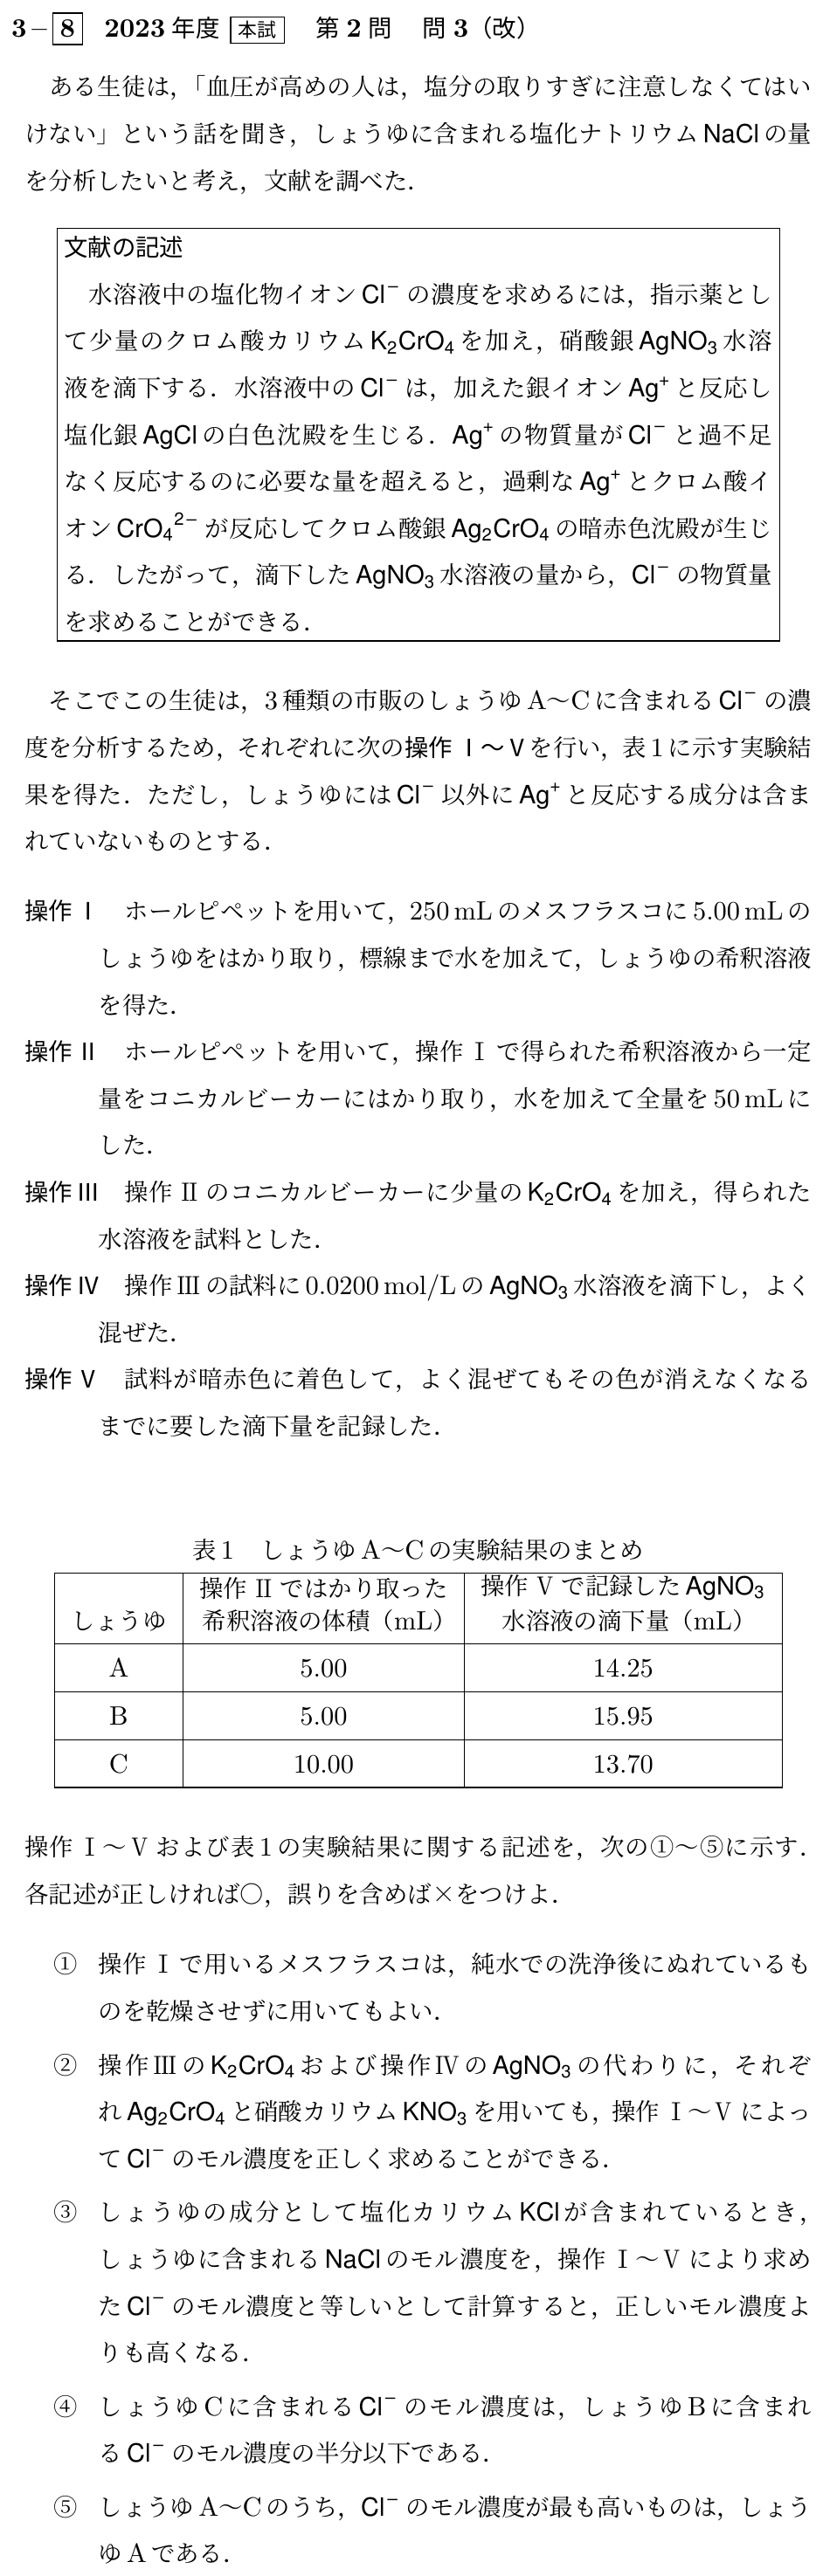 3－8 2023年度 本試 第2問 問3（改）
ある生徒は，「血圧が高めの人は，塩分の取りすぎに注意しなくてはい
けない」という話を聞き，しょうゆに含まれる塩化ナトリウムNaClの量
を分析したいと考え，文献を調べた．
文献の記述
水溶液中の塩化物イオンCl⁻の濃度を求めるには，指示薬とし
て少量のクロム酸カリウムK₂CrO₄を加え，硝酸銀AgNO₃水溶
液を滴下する．水溶液中のCl⁻は，加えた銀イオンAg⁺と反応し
塩化銀AgClの白色沈殿を生じる．Ag⁺の物質量がCl⁻と過不足
なく反応するのに必要な量を超えると，過剰なAg⁺とクロム酸イ
オンCrO₄²⁻が反応してクロム酸銀Ag₂CrO₄の暗赤色沈殿が生じ
る．したがって，滴下したAgNO₃水溶液の量から，Cl⁻の物質量
を求めることができる．
そこでこの生徒は，3種類の市販のしょうゆA〜Cに含まれるCl⁻の濃
度を分析するため，それぞれに次の操作Ⅰ〜Ⅴを行い，表1に示す実験結
果を得た．ただし，しょうゆにはCl⁻以外にAg⁺と反応する成分は含ま
れていないものとする．
操作Ⅰ ホールピペットを用いて，250mLのメスフラスコに5.00mLの
しょうゆをはかり取り，標線まで水を加えて，しょうゆの希釈溶液
を得た．
操作Ⅱ ホールピペットを用いて，操作Ⅰで得られた希釈溶液から一定
量をコニカルビーカーにはかり取り，水を加えて全量を50mLに
した．
操作Ⅲ 操作Ⅱのコニカルビーカーに少量のK₂CrO₄を加え，得られた
水溶液を試料とした．
操作Ⅳ 操作Ⅲの試料に0.0200mol/LのAgNO₃水溶液を滴下し，よく
混ぜた．
操作Ⅴ 試料が暗赤色に着色して，よく混ぜてもその色が消えなくなる
までに要した滴下量を記録した．
表1 しょうゆA〜Cの実験結果のまとめ
しょうゆ 操作Ⅱではかり取った希釈溶液の体積（mL） 操作Ⅴで記録したAgNO₃水溶液の滴下量（mL）
A 5.00 14.25
B 5.00 15.95
C 10.00 13.70
操作Ⅰ〜Ⅴおよび表1の実験結果に関する記述を，次の①〜⑤に示す．
各記述が正しければ○，誤りを含めば×をつけよ．
① 操作Ⅰで用いるメスフラスコは，純水での洗浄後にぬれているも
のを乾燥させずに用いてもよい．
② 操作ⅢのK₂CrO₄および操作ⅣのAgNO₃の代わりに，それぞ
れAg₂CrO₄と硝酸カリウムKNO₃を用いても，操作Ⅰ〜Ⅴによっ
てCl⁻のモル濃度を正しく求めることができる．
③ しょうゆの成分として塩化カリウムKClが含まれているとき，
しょうゆに含まれるNaClのモル濃度を，操作Ⅰ〜Ⅴにより求め
たCl⁻のモル濃度と等しいとして計算すると，正しいモル濃度よ
りも高くなる．
④ しょうゆCに含まれるCl⁻のモル濃度は，しょうゆBに含まれ
るCl⁻のモル濃度の半分以下である．
⑤ しょうゆA〜Cのうち，Cl⁻のモル濃度が最も高いものは，しょう
ゆAである．